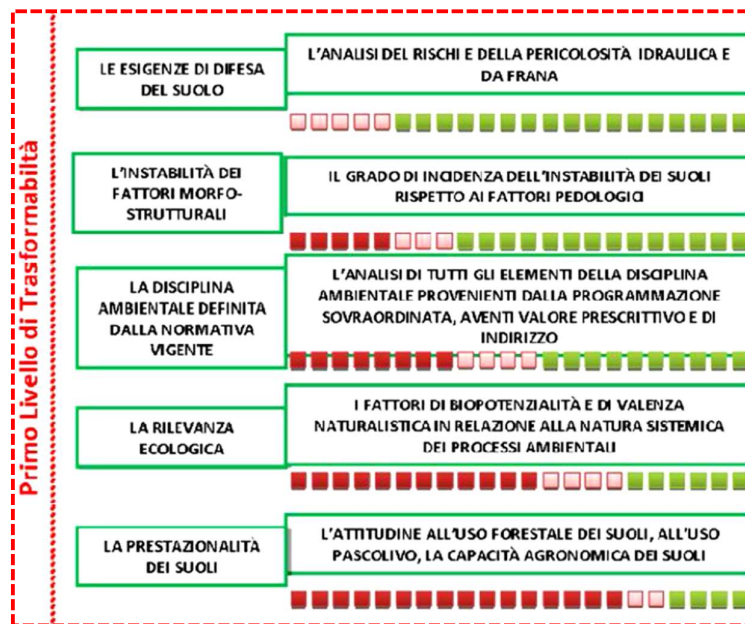 Primo Livello di Trasformabiltà
LE ESIGENZE DI DIFESA
DEL SUOLO
L'ANALISI DEL RISCHI E DELLA PERICOLOSITÀ IDRAULICA E
DA FRANA
L'INSTABILITÀ DEI
FATTORI MORFO-
STRUTTURALI
IL GRADO DI INCIDENZA DELL'INSTABILITÀ DEI SUOLI
RISPETTO AI FATTORI PEDOLOGICI
LA DISCIPLINA
AMBIENTALE DEFINITA
DALLA NORMATIVA
VIGENTE
L'ANALISI DI TUTTI GLI ELEMENTI DELLA DISCIPLINA
AMBIENTALE PROVENIENTI DALLA PROGRAMMAZIONE
SOVRAORDINATA, AVENTI VALORE PRESCRITTIVO E DI
INDIRIZZO
LA RILEVANZA
ECOLOGICA
I FATTORI DI BIOPOTENZIALITÀ E DI VALENZA
NATURALISTICA IN RELAZIONE ALLA NATURA SISTEMICA
DEI PROCESSI AMBIENTALI
LA PRESTAZIONALITÀ
DEI SUOLI
L'ATTITUDINE ALL'USO FORESTALE DEI SUOLI, ALL'USO
PASCOLIVO, LA CAPACITÀ AGRONOMICA DEI SUOLI